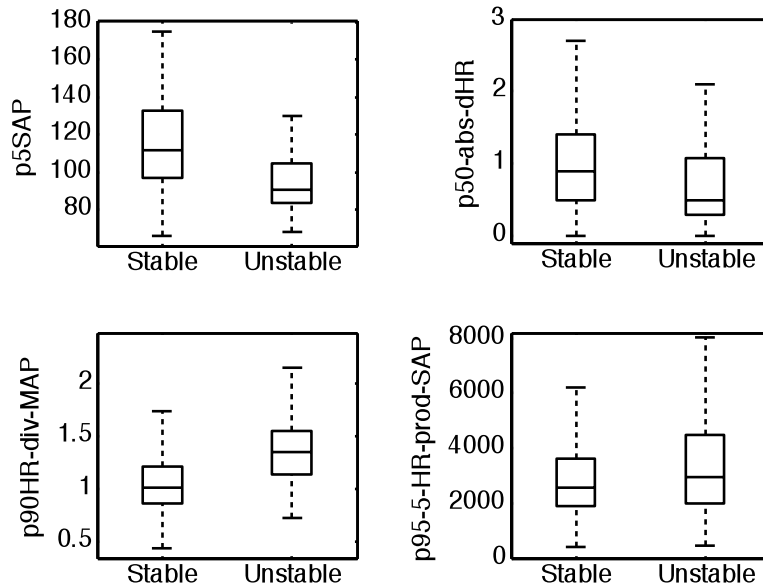 p5SAP
180
160
140
120
100
80
Stable
Unstable
p50-abs-dHR
3
2
1
0
Stable
Unstable
p90HR-div-MAP
2
1.5
1
0.5
Stable
Unstable
p95-5-HR-prod-SAP
8000
6000
4000
2000
0
Stable
Unstable